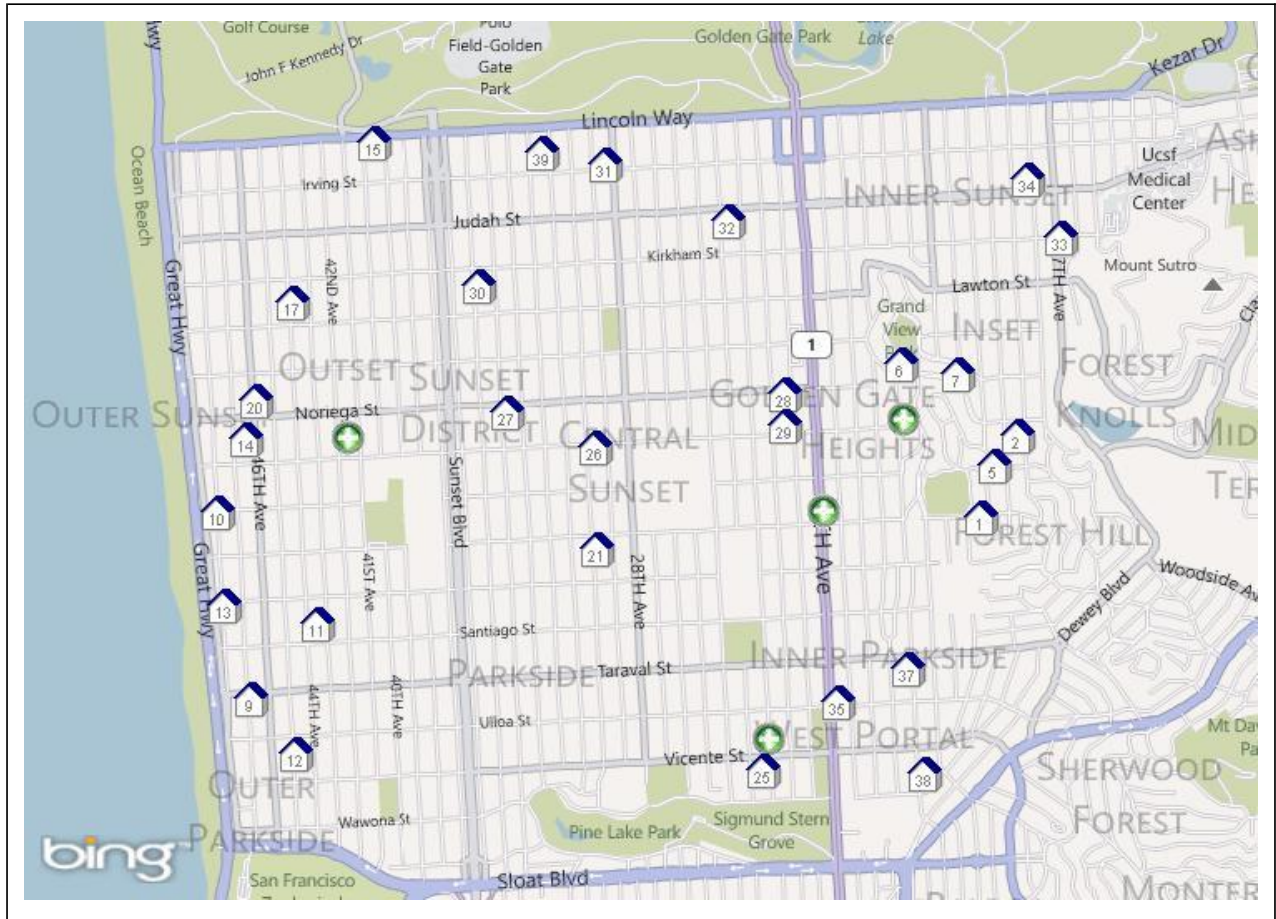 Golf Course
Polo
Field-Golden
Gate
Park
Golden Gate Park
Lake
Hwy
John F Kennedy Dr
Kezar Dr
Lincoln Way
15
39
31
Ocean Beach
Irving St
Ucsf
Medical
Center
34
INNER SUNSET
Judah St
32
33
Kirkham St
Great Hwy
42ND Ave
7TH Ave
Mount Sutro
30
17
Lawton St
Grand
View
INSET
1
OUTSET
SUNSET
6
7
FOREST
20
28
GOLDEN GATE
OUTER SUNSET
Noriega St
27
DISTRICT
CENTRAL
29
HEIGHTS
KNOLLS
14
26
2
46TH Ave
Sunset Blvd
SUNSET
5
10
1
FOREST HILL
Great Hwy
21
41ST Ave
28TH Ave
Woodside
Dewey Blvd
13
11
Santiago St
INNER PARKSIDE
PARKSIDE
Taraval St
37
9
44TH Ave
40TH Ave
35
Ulloa St
WEST PORTAL
12
Vicente St
25
38
SHERWOOD
OUTER
FOREST
Wawona St
PARKSIDE
Pine Lake Park
Sigmund Stern
Grove
bing
San Francisco
Sloat Blvd